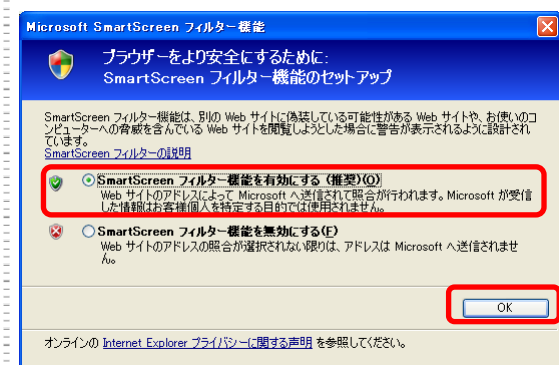 Microsoft SmartScreen フィルター機能
ブラウザーをより安全にするために:
SmartScreen フィルター機能のセットアップ
SmartScreen フィルター機能は、別の Web サイトに偽装している可能性がある Web サイトや、お使いのコ
ンピューターへの脅威を含んでいる Web サイトを閲覧しようとした場合に警告が表示されるように設計され
ています。
SmartScreen フィルターの説明
SmartScreen フィルター機能を有効にする (推奨)(O)
Web サイトのアドレスによって Microsoft へ送信されて照合が行われます。Microsoft が受信
した情報はお客様個人を特定する目的では使用されません。
SmartScreen フィルター機能を無効にする(F)
Web サイトのアドレスの照合が選択されない限りは、アドレスは Microsoft へ送信されませ
ん。
OK
オンラインの Internet Explorer プライバシーに関する声明 を参照してください。